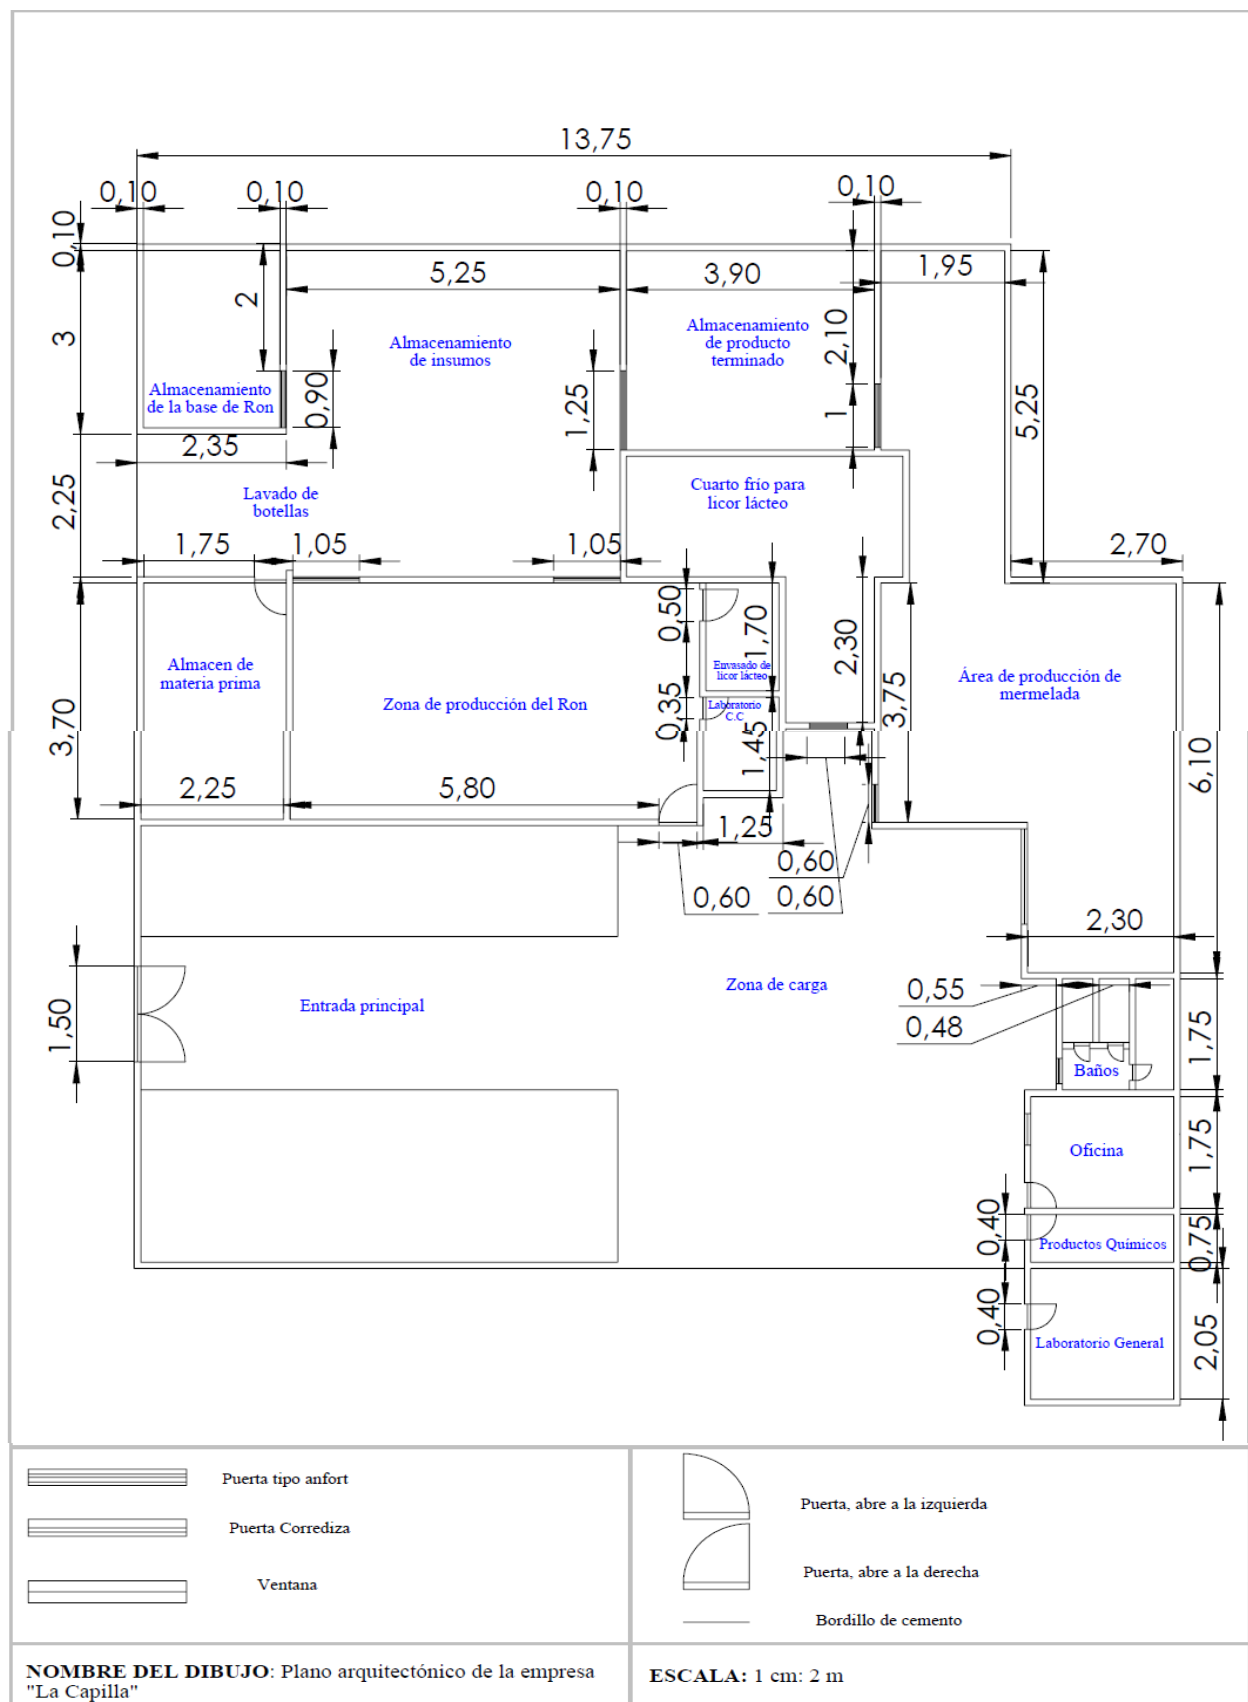 13,75
0,10
0,10
0,10
0,10
0,10
5,25
3,90
1,95
2
3
2,10
Almacenamiento
de insumos
Almacenamiento
de producto
terminado
Almacenamiento
de la base de Ron
0,90
1,25
1
5,25
2,35
2,25
Lavado de
botellas
Cuarto frío para
licor lácteo
1,75
1,05
1,05
2,70
0,50
1,70
2,30
3,75
Almacen de
materia prima
Zona de producción del Ron
Envasado de
licor lácteo
Área de producción de
mermelada
3,70
0,35
Laboratorio
C.C
1,45
6,10
2,25
5,80
1,25
0,60
0,60
0,60
2,30
1,50
Entrada principal
Zona de carga
0,55
0,48
1,75
Baños
Oficina
1,75
0,40
Productos Químicos
0,75
0,40
Laboratorio General
2,05
Puerta tipo anfort
Puerta Corrediza
Ventana
Puerta, abre a la izquierda
Puerta, abre a la derecha
Bordillo de cemento
NOMBRE DEL DIBUJO: Plano arquitectónico de la empresa
"La Capilla"
ESCALA: 1 cm: 2 m